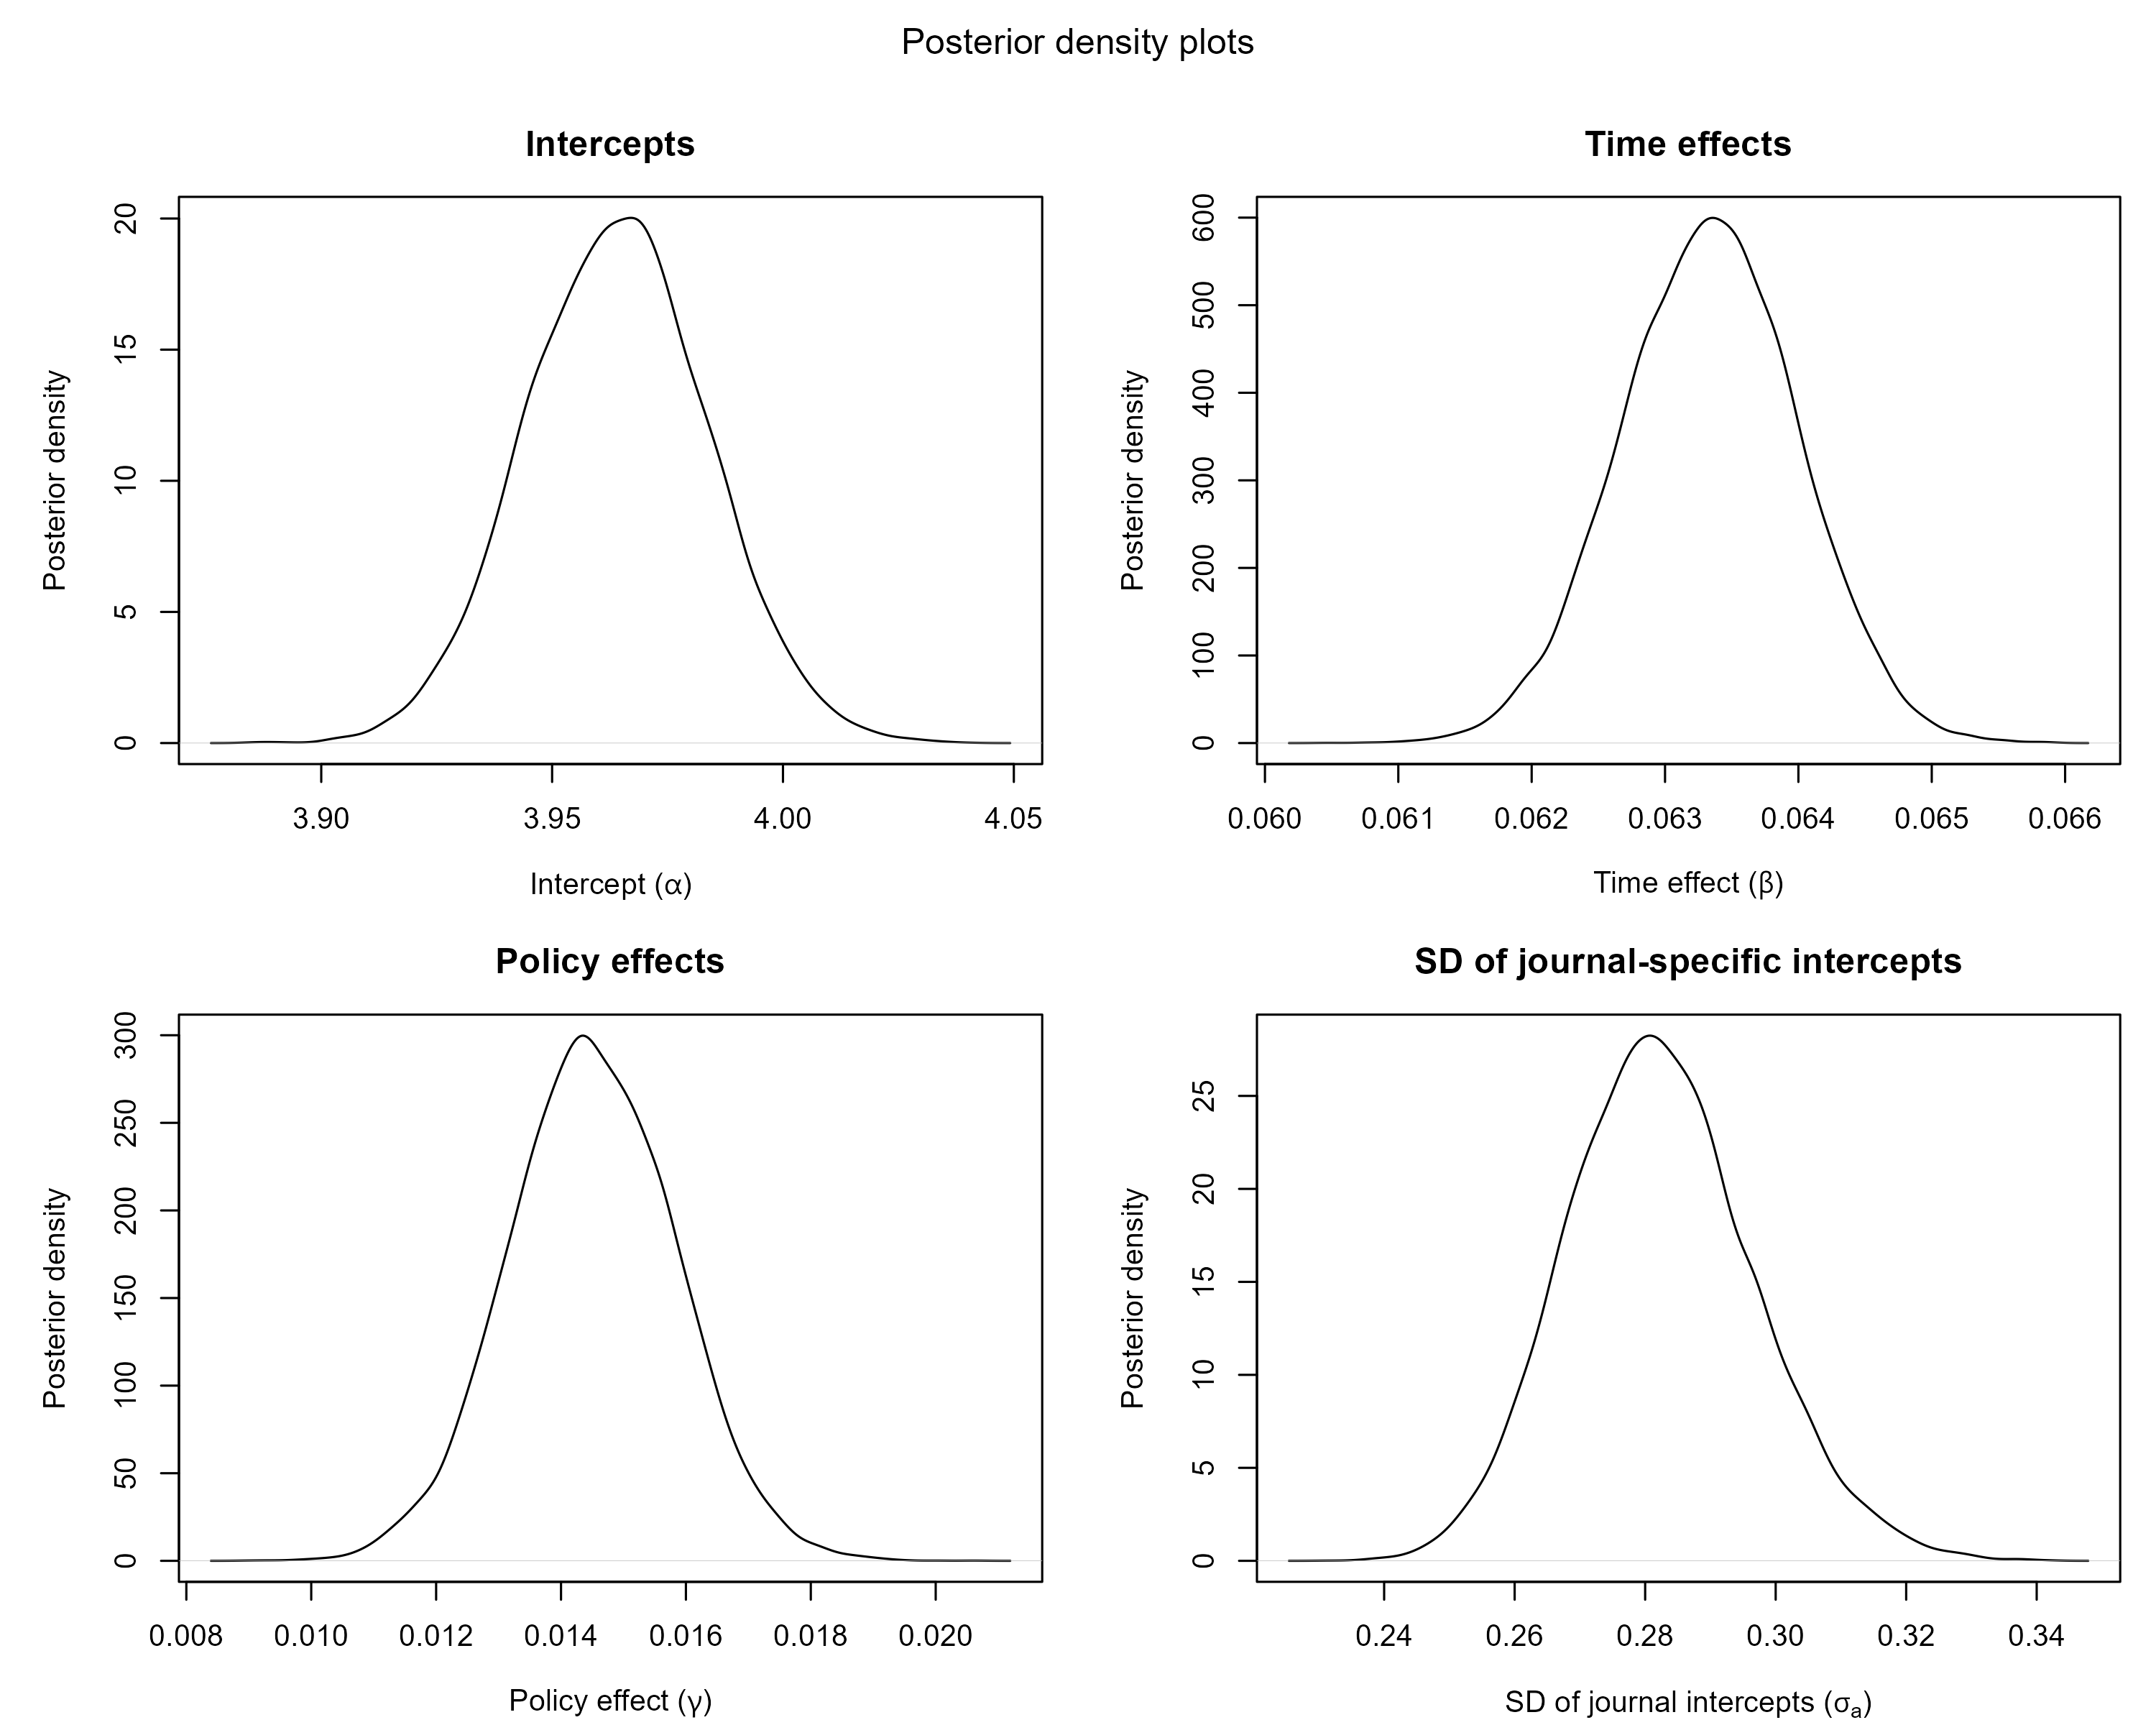 Posterior density plots
Intercepts
Posterior density
20
15
10
5
0
3.90 3.95 4.00 4.05
Intercept (α)
Time effects
Posterior density
600
500
400
300
200
100
0
0.060 0.061 0.062 0.063 0.064 0.065 0.066
Time effect (β)
Policy effects
Posterior density
300
250
200
150
100
50
0
0.008 0.010 0.012 0.014 0.016 0.018 0.020
Policy effect (γ)
SD of journal-specific intercepts
Posterior density
25
20
15
10
5
0
0.24 0.26 0.28 0.30 0.32 0.34
SD of journal intercepts (σₐ)